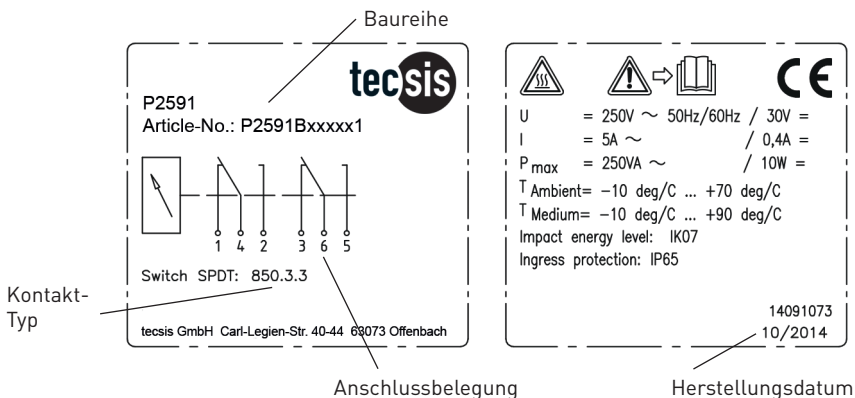 Baureihe
tecsis
P2591
Article-No.: P2591Bxxxxx1
1 4 2 3 6 5
Switch SPDT: 850.3.3
Kontakt-
Typ
tecsis GmbH Carl-Legien-Str. 40-44 63073 Offenbach
Anschlussbelegung
CE
U = 250V ~ 50Hz/60Hz / 30V =
I = 5A ~ / 0,4A =
P max = 250VA ~ / 10W =
T Ambient= -10 deg/C ... +70 deg/C
T Medium= -10 deg/C ... +90 deg/C
Impact energy level: IK07
Ingress protection: IP65
14091073
10/2014
Herstellungsdatum